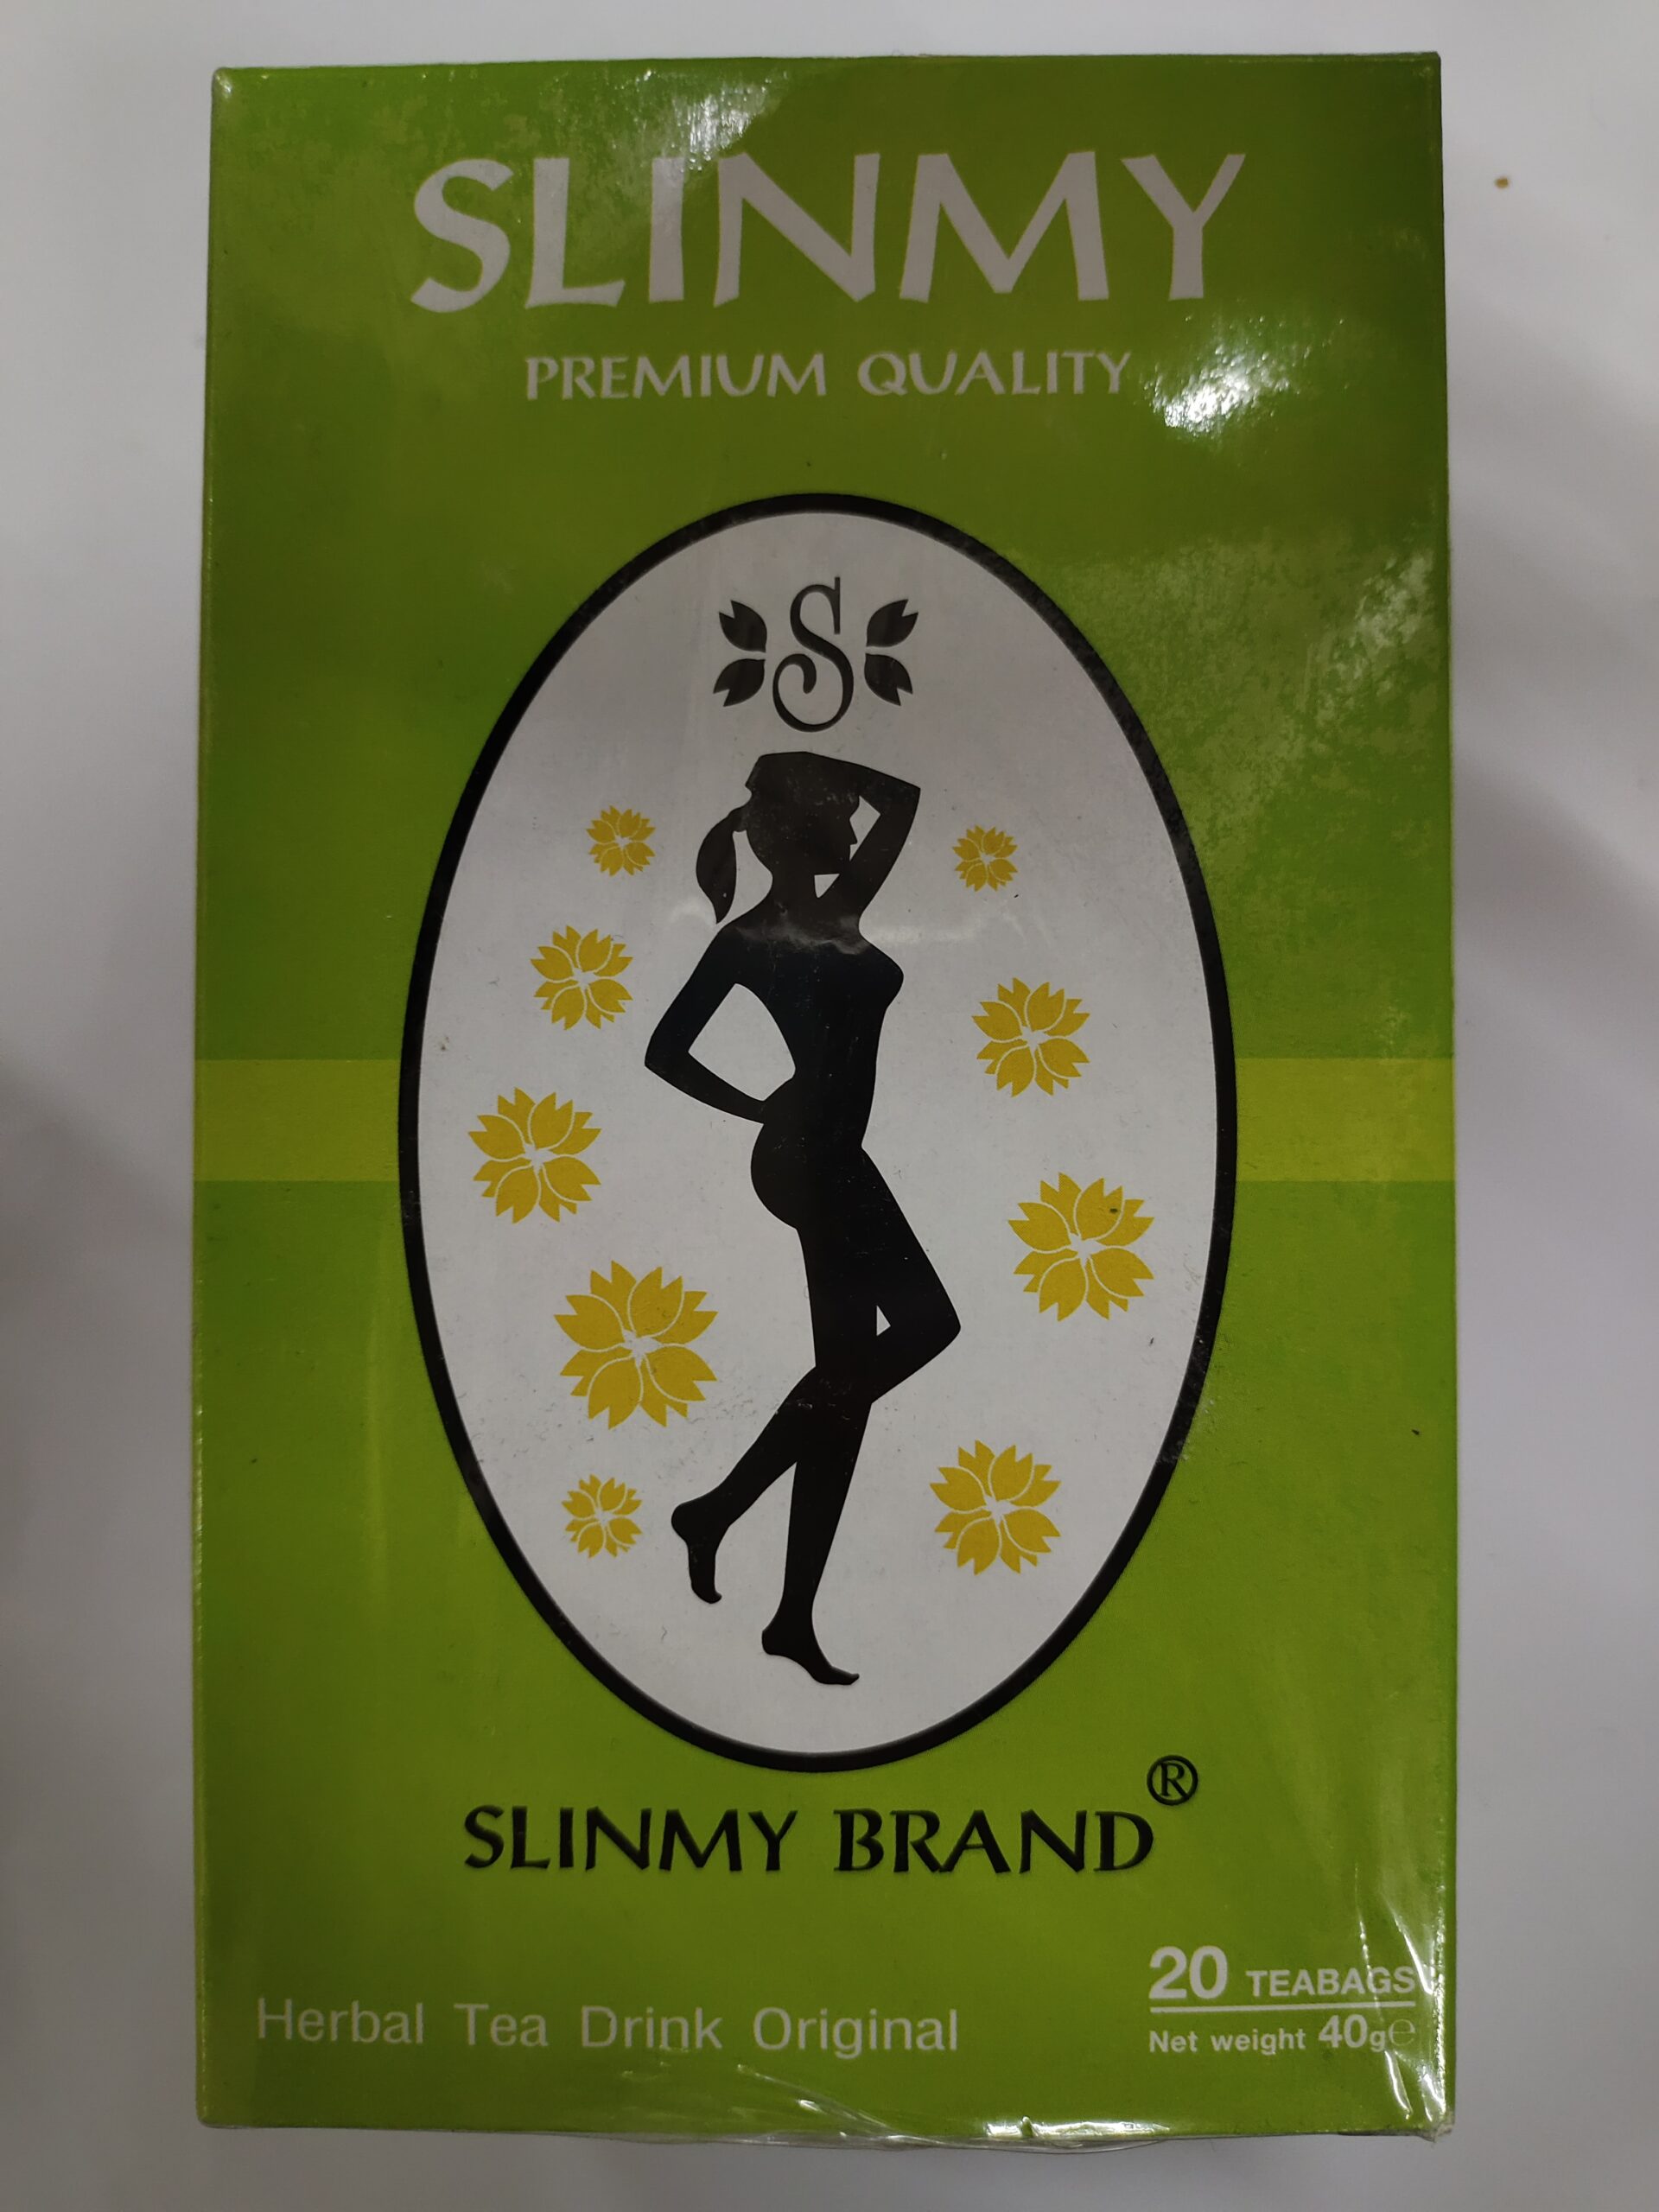 SLINMY
PREMIUM QUALITY
S
SLINMY BRAND®
20 TEABAGS
Herbal Tea Drink Original
Net weight 40g℮